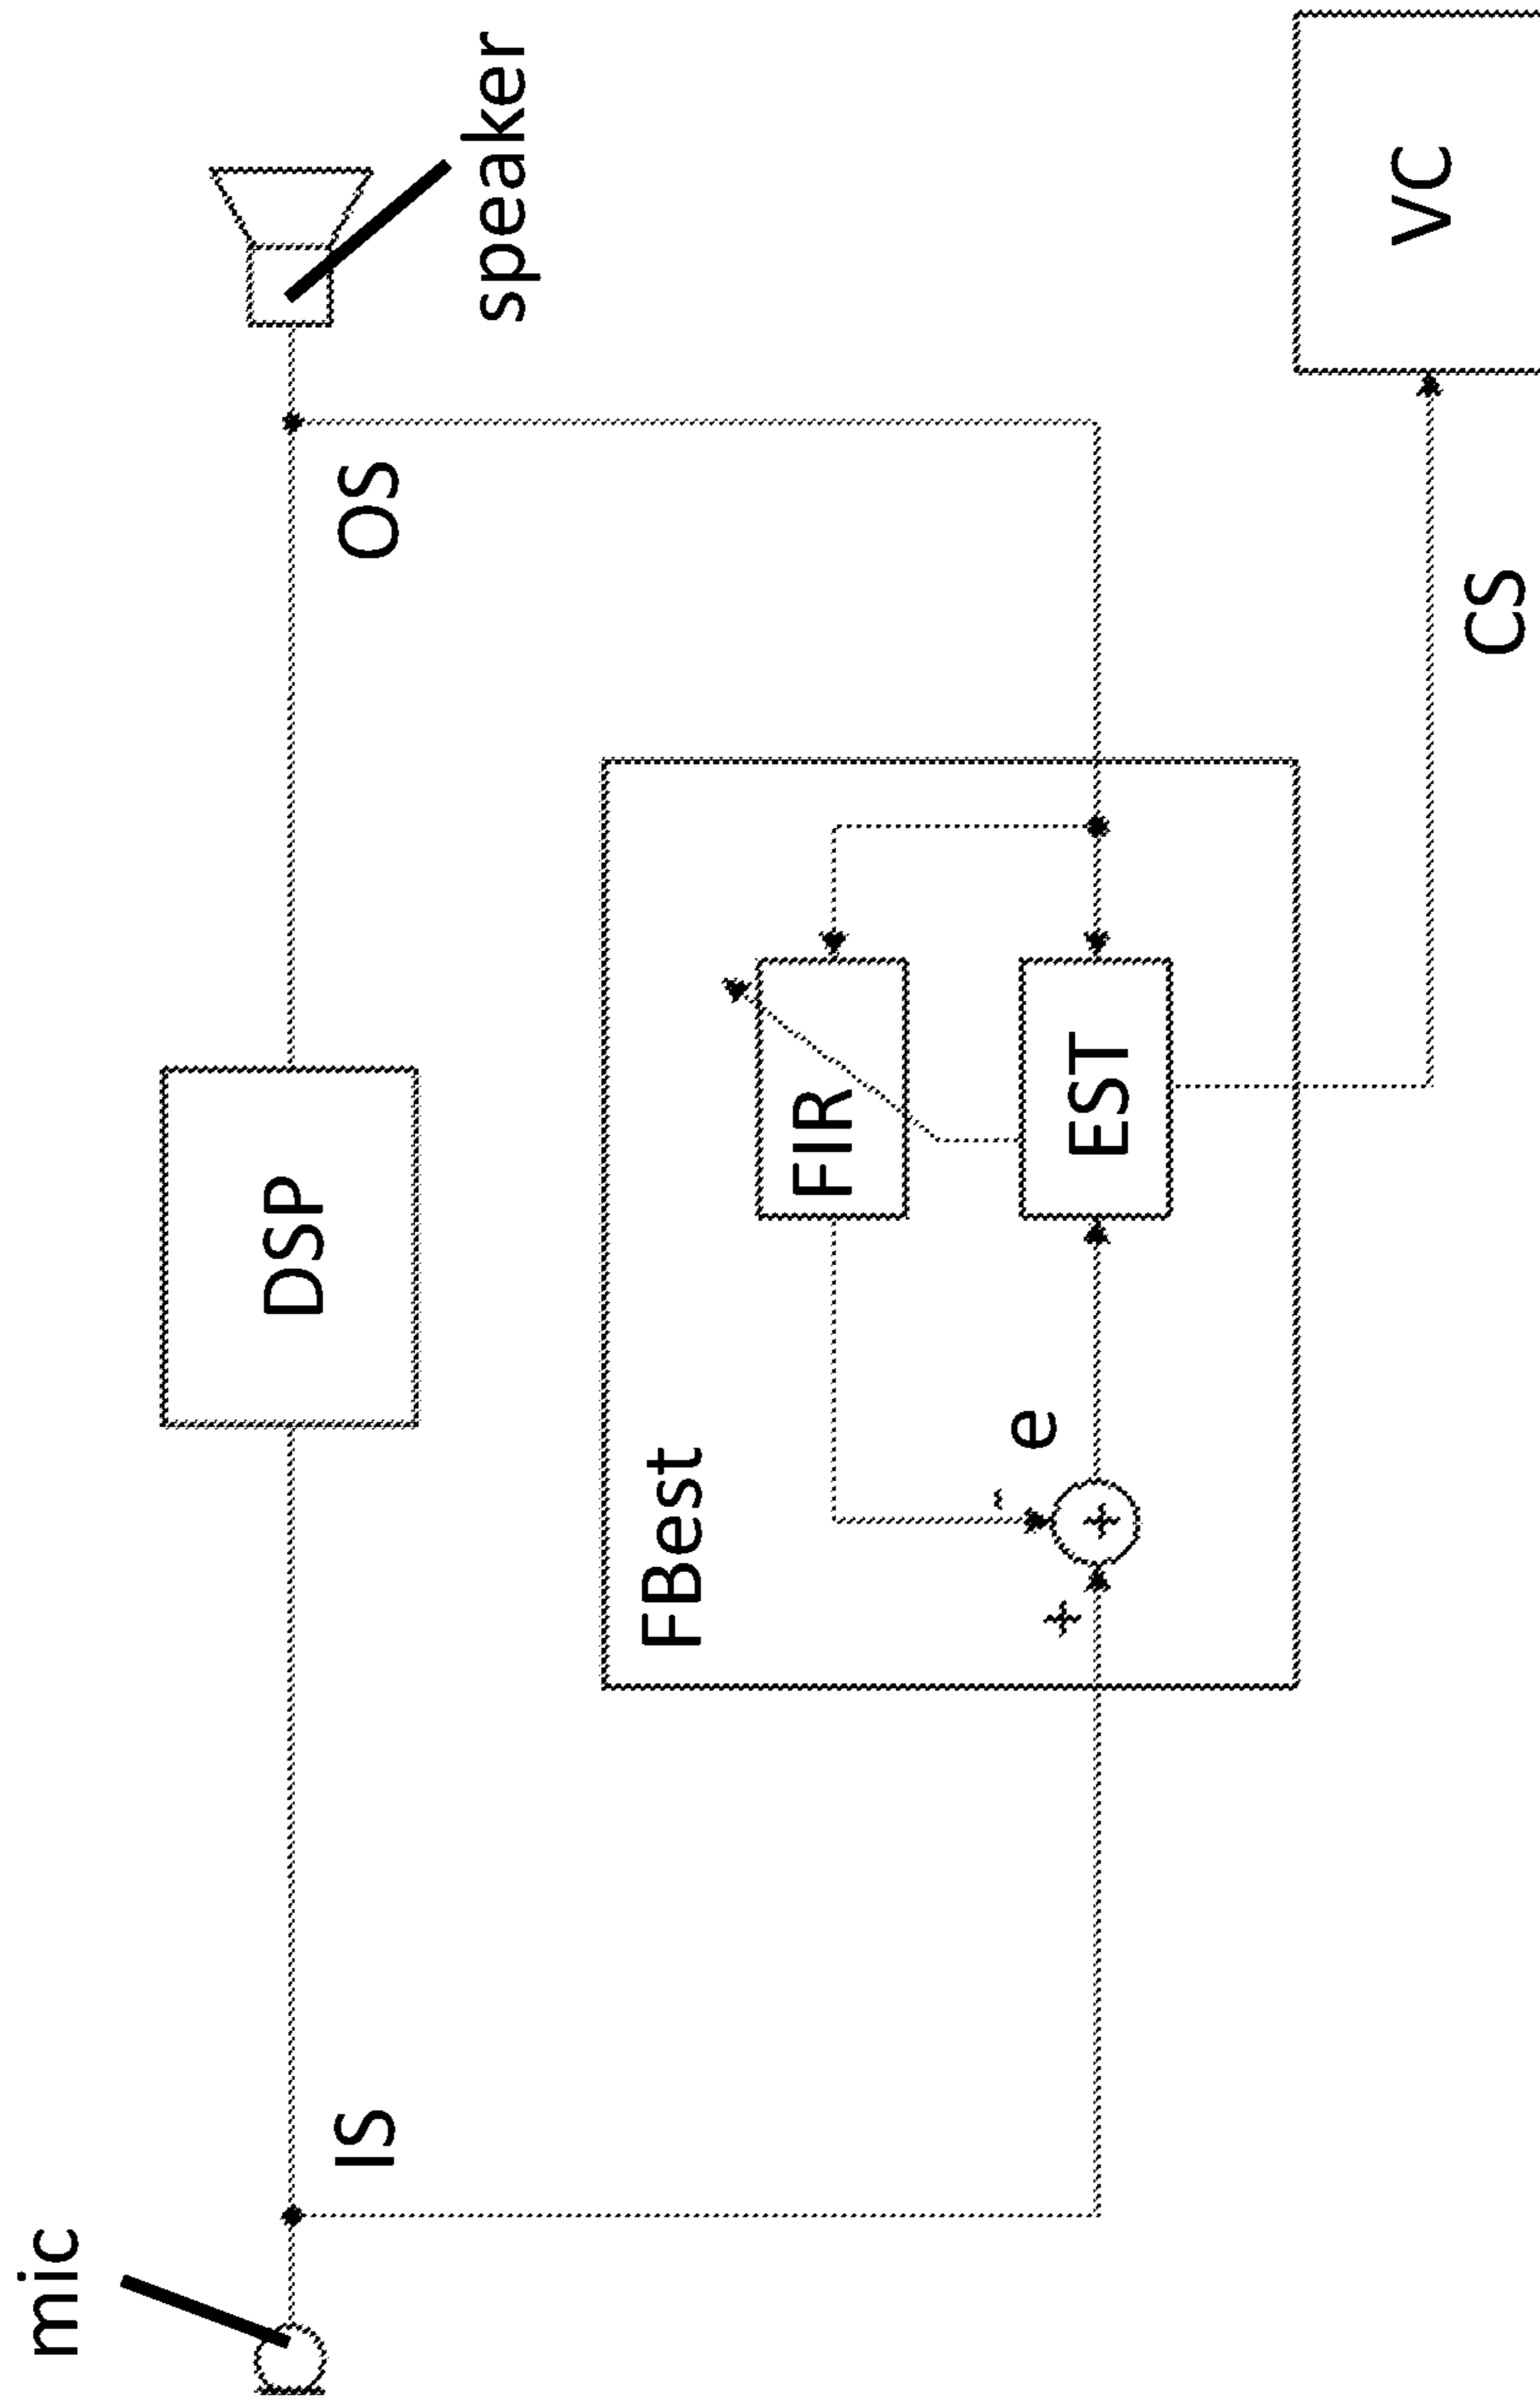 mic
speaker
DSP
IS
OS
FBest
FIR
-
e
+
+
EST
VC
CS